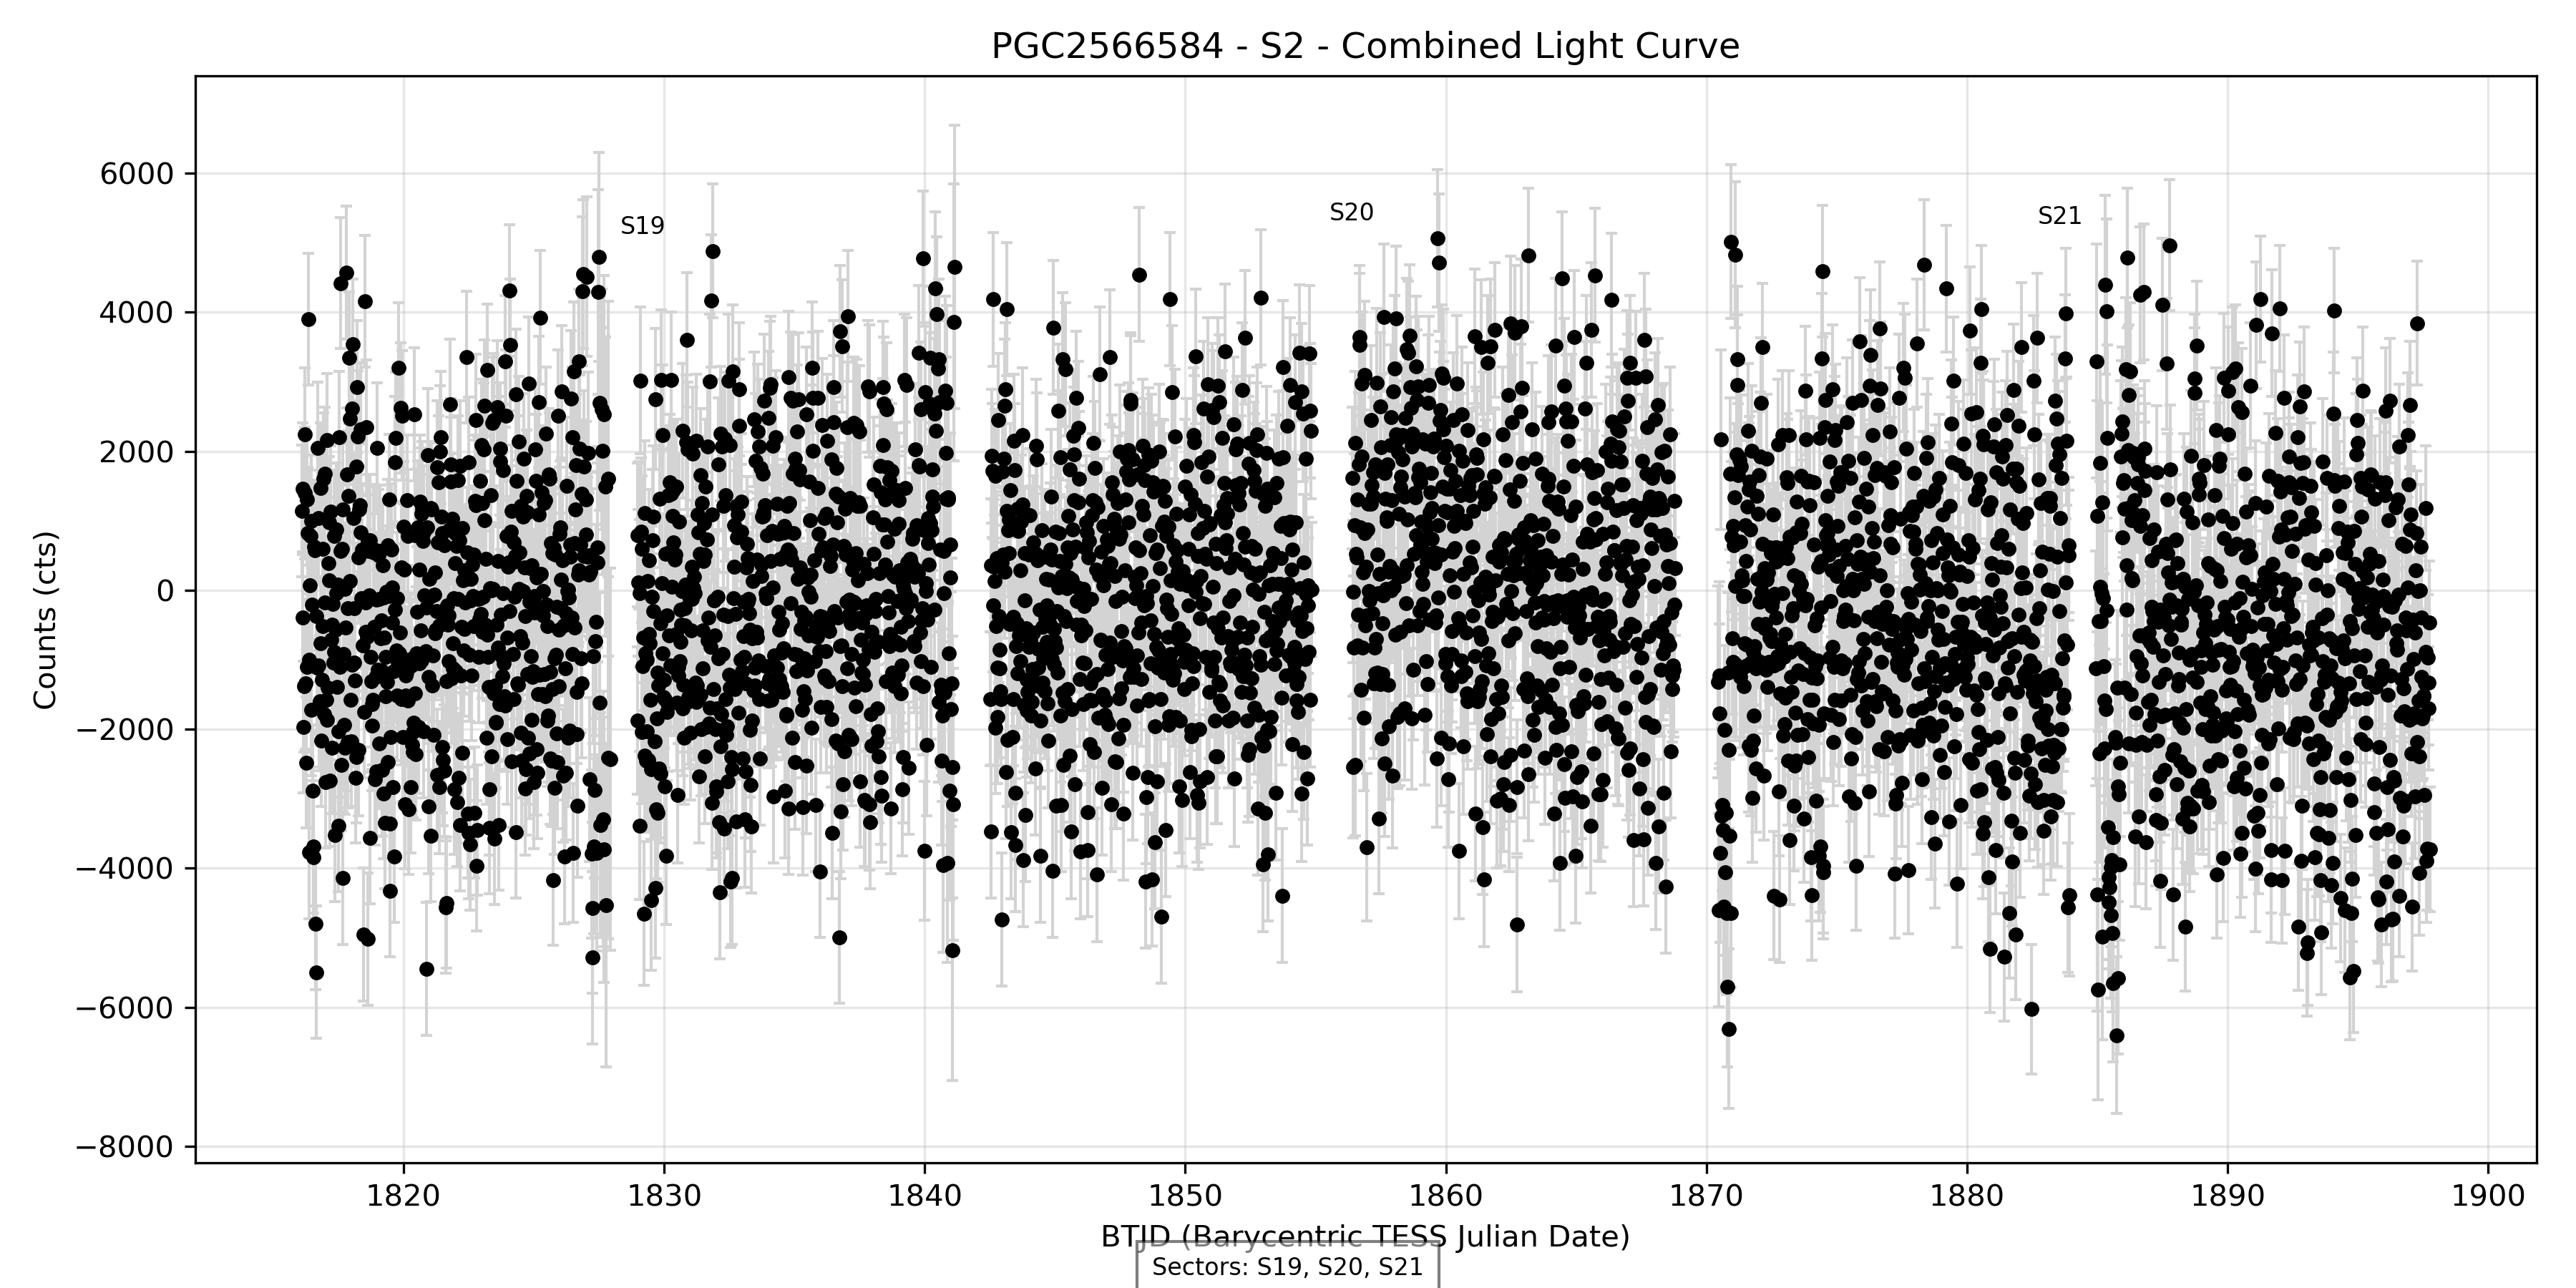 PGC2566584 - S2 - Combined Light Curve
Counts (cts)
6000
4000
2000
0
−2000
−4000
−6000
−8000
S19
S20
S21
1820
1830
1840
1850
1860
1870
1880
1890
1900
BTJD (Barycentric TESS Julian Date)
Sectors: S19, S20, S21